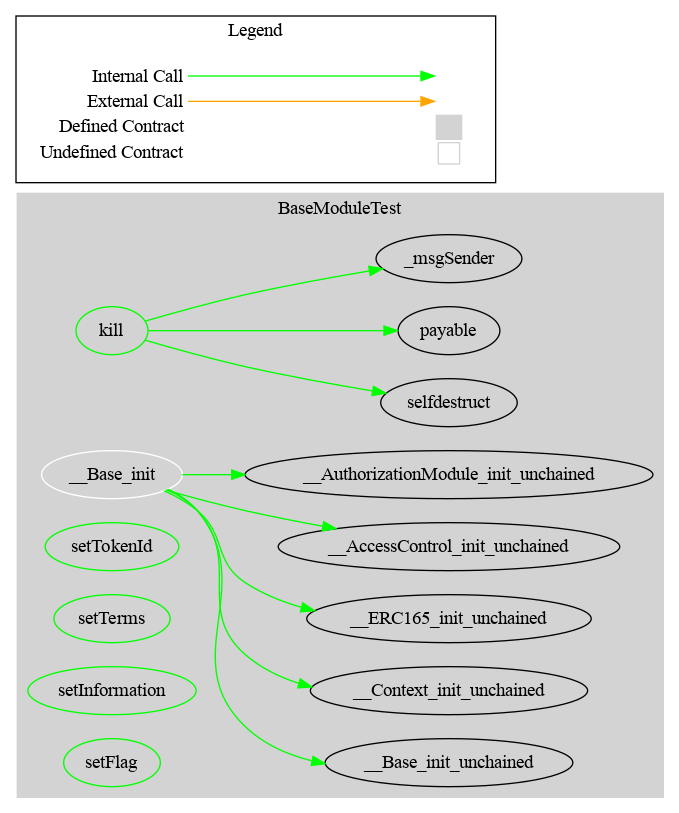 Legend
Internal Call
External Call
Defined Contract
Undefined Contract
BaseModuleTest
kill
_msgSender
payable
selfdestruct
__Base_init
__AuthorizationModule_init_unchained
__AccessControl_init_unchained
__ERC165_init_unchained
__Context_init_unchained
__Base_init_unchained
setTokenId
setTerms
setInformation
setFlag